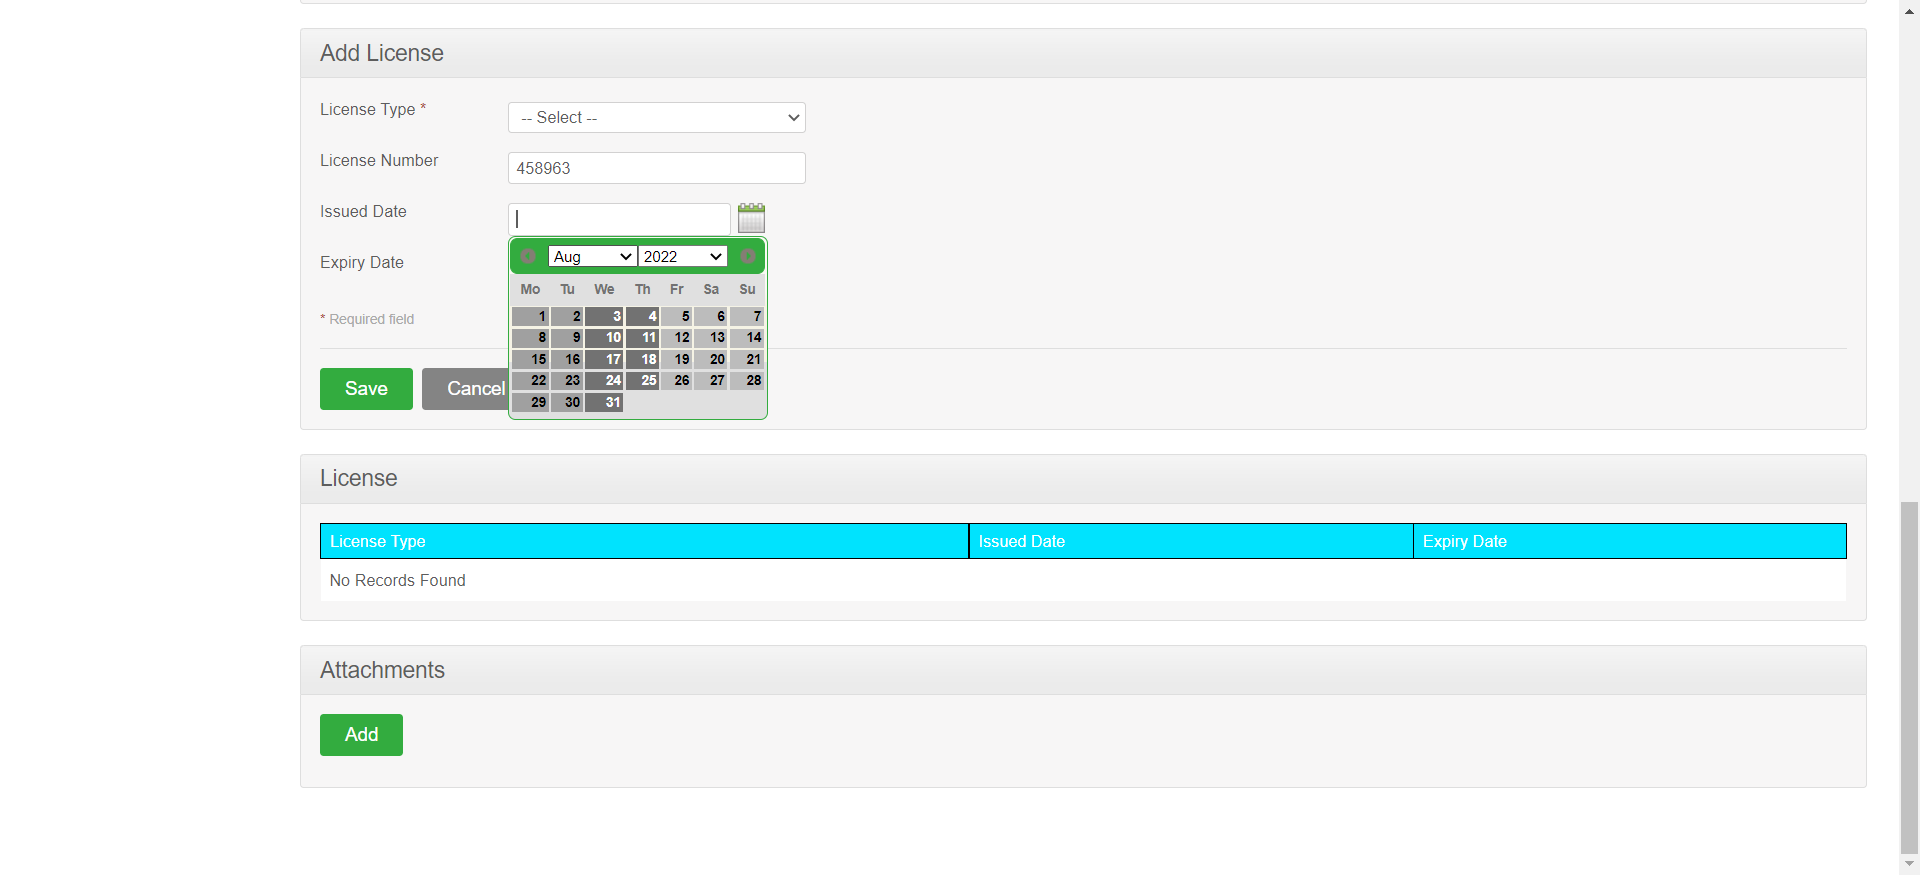 Add License
License Type *
-- Select --
License Number
458963
Issued Date
Expiry Date
Aug 2022
Mo Tu We Th Fr Sa Su
1 2 3 4 5 6 7
8 9 10 11 12 13 14
15 16 17 18 19 20 21
22 23 24 25 26 27 28
29 30 31
* Required field
Save Cancel
License
License Type Issued Date Expiry Date
No Records Found
Attachments
Add